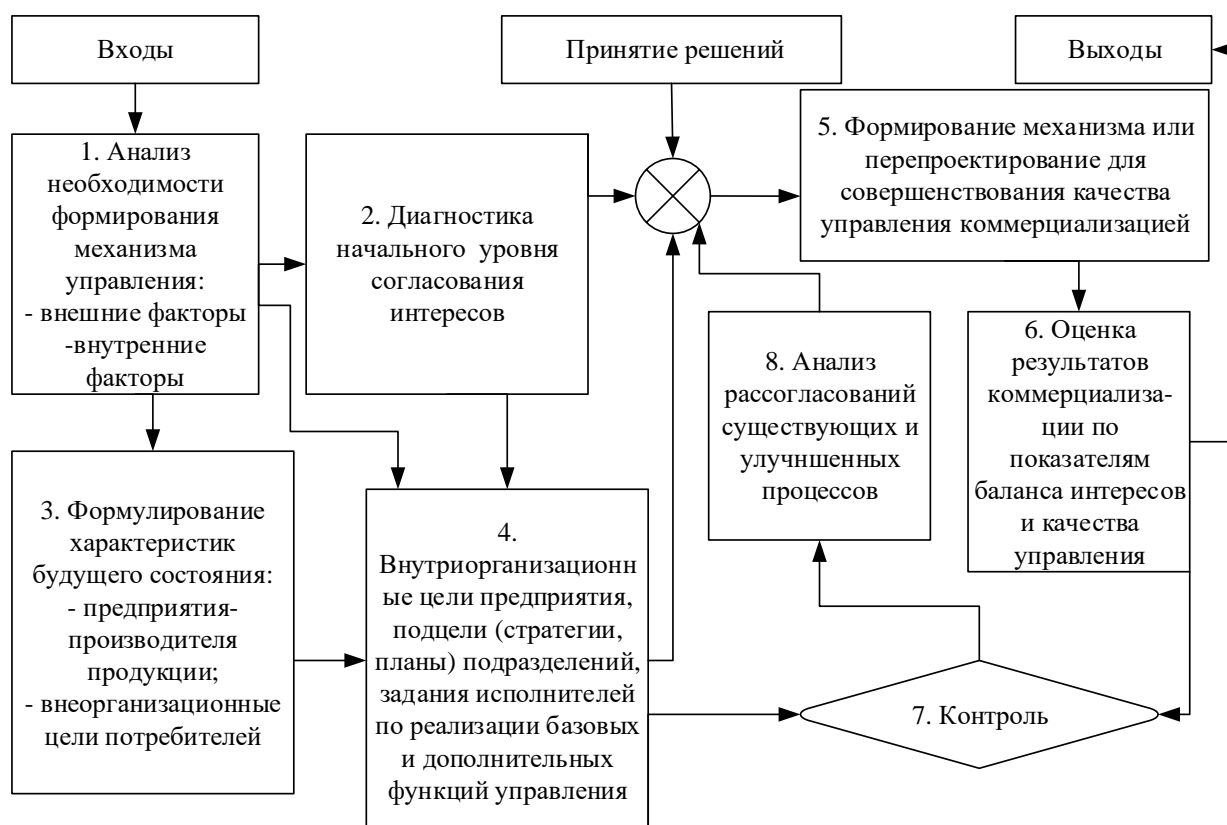 Входы
Принятие решений
Выходы
1. Анализ
необходимости
формирования
механизма
управления:
- внешние факторы
-внутренние
факторы
2. Диагностика
начального уровня
согласования
интересов
5. Формирование механизма или
перепроектирование для
совершенствования качества
управления коммерциализацией
3. Формулирование
характеристик
будущего состояния:
- предприятия-
производителя
продукции;
- внеорганизационные
цели потребителей
4.
Внутриорганизационн
ые цели предприятия,
подцели (стратегии,
планы) подразделений,
задания исполнителей
по реализации базовых
и дополнительных
функций управления
8. Анализ
рассогласований
существующих и
улучншенных
процессов
6. Оценка
результатов
коммерциализа-
ции по
показателям
баланса интересов
и качества
управления
7. Контроль